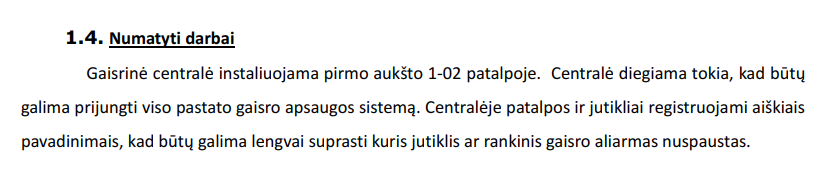 1.4. Numatyti darbai
Gaisrinė centralė instaliuojama pirmo aukšto 1-02 patalpoje. Centralė diegiama tokia, kad būtų
galima prijungti viso pastato gaisro apsaugos sistemą. Centralėje patalpos ir jutikliai registruojami aiškiais
pavadinimais, kad būtų galima lengvai suprasti kuris jutiklis ar rankinis gaisro aliarmas nuspaustas.